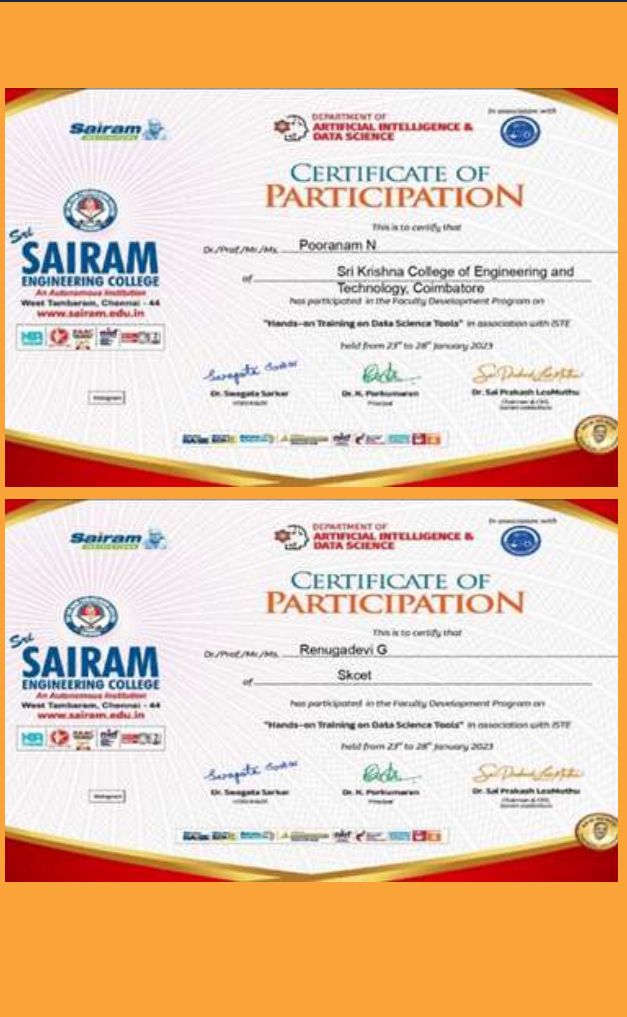 Sairam
DEPARTMENT OF
ARTIFICIAL INTELLIGENCE &
DATA SCIENCE
In association with
CERTIFICATE OF
PARTICIPATION
This is to certify that
Dr./Prof./Mr./Ms. Pooranam N
of Sri Krishna College of Engineering and
Technology, Coimbatore
has participated in the Faculty Development Program on
"Hands-on Training on Data Science Tools" in association with ISTE
held from 23rd to 28th January 2023
Sri
SAIRAM
ENGINEERING COLLEGE
An Autonomous Institution
West Tambaram, Chennai - 44
www.sairam.edu.in
Dr. Swagata Sarkar
Dr. K. Porkumaran
Principal
Dr. Sai Prakash LeoMuthu
Chairman & CEO,
Hologram
Sairam
DEPARTMENT OF
ARTIFICIAL INTELLIGENCE &
DATA SCIENCE
In association with
CERTIFICATE OF
PARTICIPATION
This is to certify that
Dr./Prof./Mr./Ms. Renugadevi G
of Skcet
has participated in the Faculty Development Program on
"Hands-on Training on Data Science Tools" in association with ISTE
held from 23rd to 28th January 2023
Sri
SAIRAM
ENGINEERING COLLEGE
An Autonomous Institution
West Tambaram, Chennai - 44
www.sairam.edu.in
Dr. Swagata Sarkar
Dr. K. Porkumaran
Principal
Dr. Sai Prakash LeoMuthu
Chairman & CEO,
Hologram